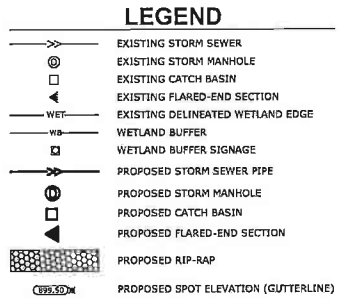 LEGEND
EXISTING STORM SEWER
D EXISTING STORM MANHOLE
EXISTING CATCH BASIN
EXISTING FLARED-END SECTION
WET EXISTING DELINEATED WETLAND EDGE
WB WETLAND BUFFER
WETLAND BUFFER SIGNAGE
PROPOSED STORM SEWER PIPE
D PROPOSED STORM MANHOLE
PROPOSED CATCH BASIN
PROPOSED FLARED-END SECTION
PROPOSED RIP-RAP
899.50 PROPOSED SPOT ELEVATION (GUTTERLINE)